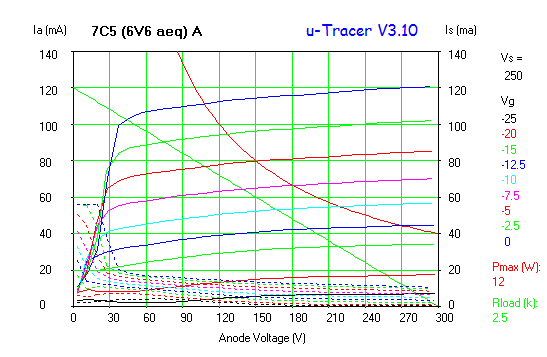 Ia (mA) 7C5 (6V6 aeq) A u-Tracer V3.10 Is (ma)
140 140
120 120
100 100
80 80
60 60
40 40
20 20
0 0
0 30 60 90 120 150 180 210 240 270 300
Anode Voltage (V)
Vs =
250
Vg
-25
-20
-15
-12.5
-10
-7.5
-5
-2.5
0
Pmax (W):
12
Rload (k):
2.5